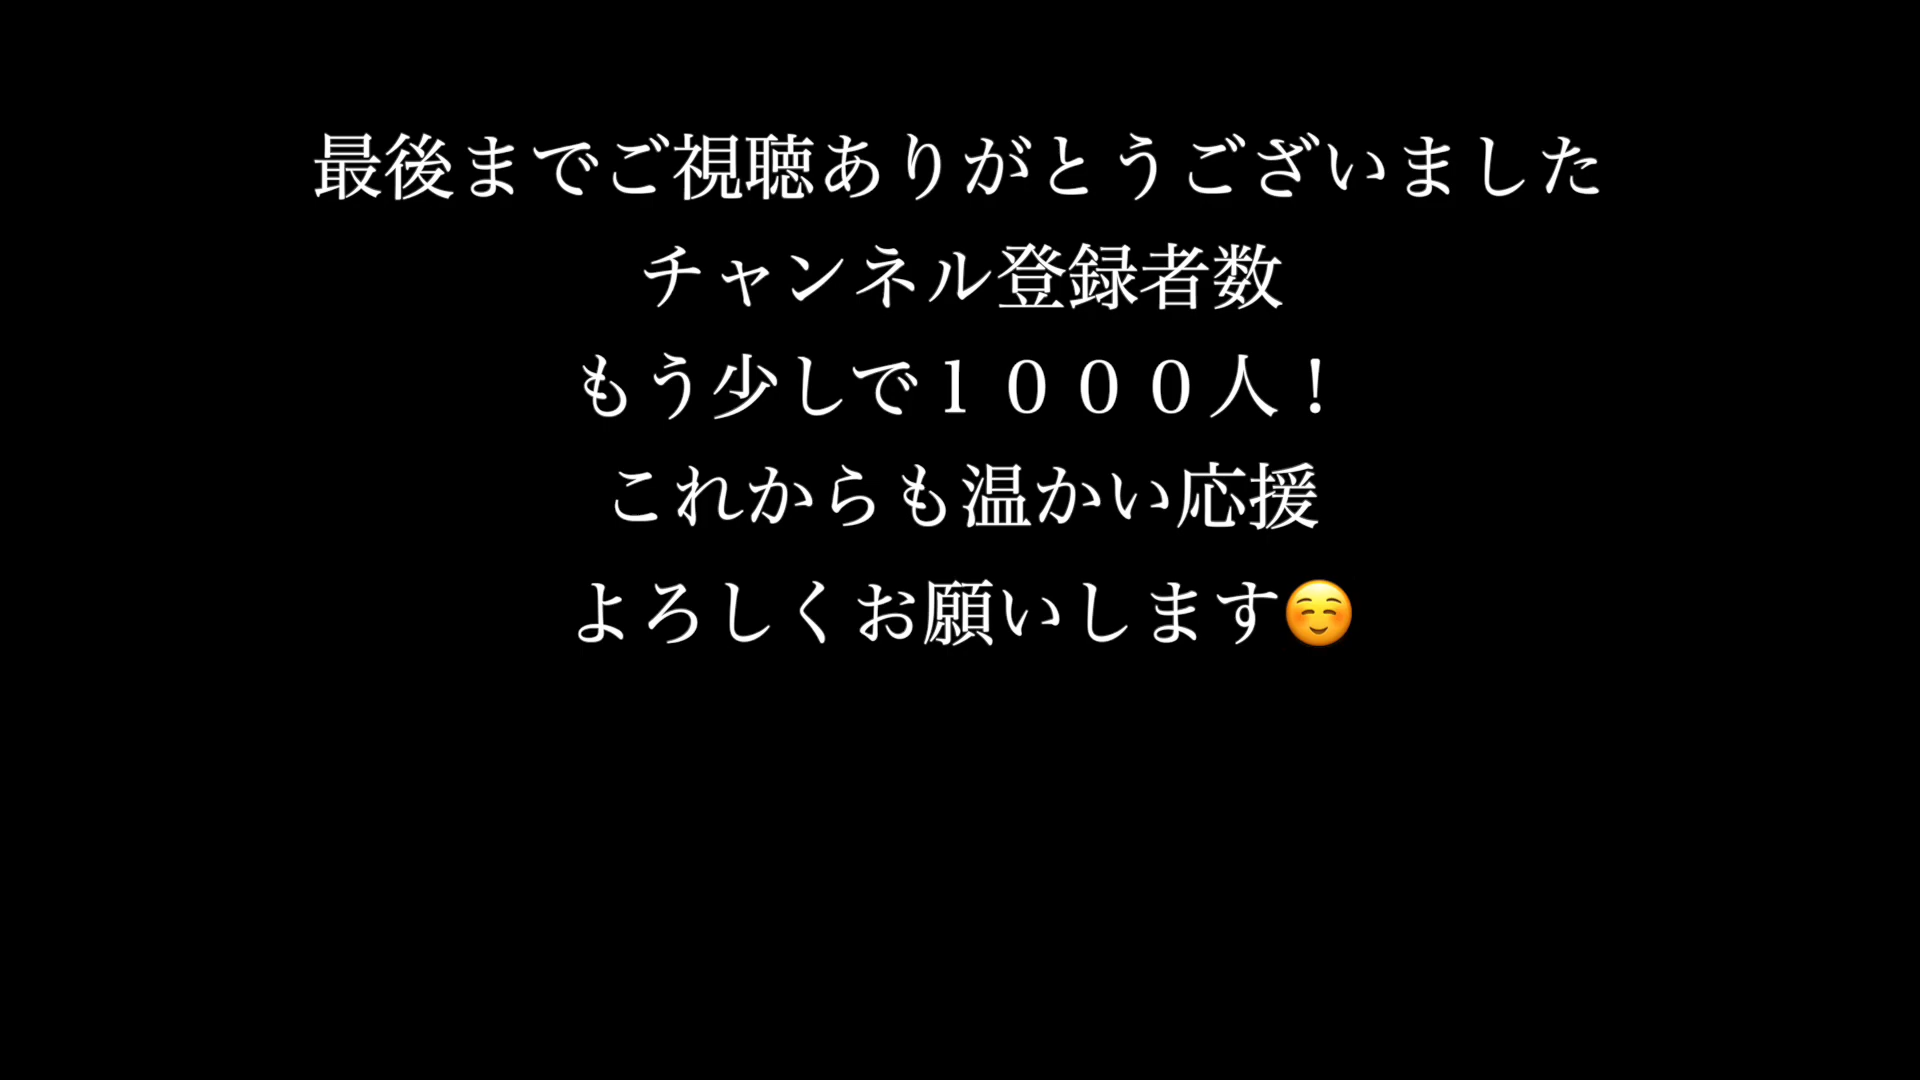 最後までご視聴ありがとうございました
チャンネル登録者数
もう少しで１０００人！
これからも温かい応援
よろしくお願いします☺️